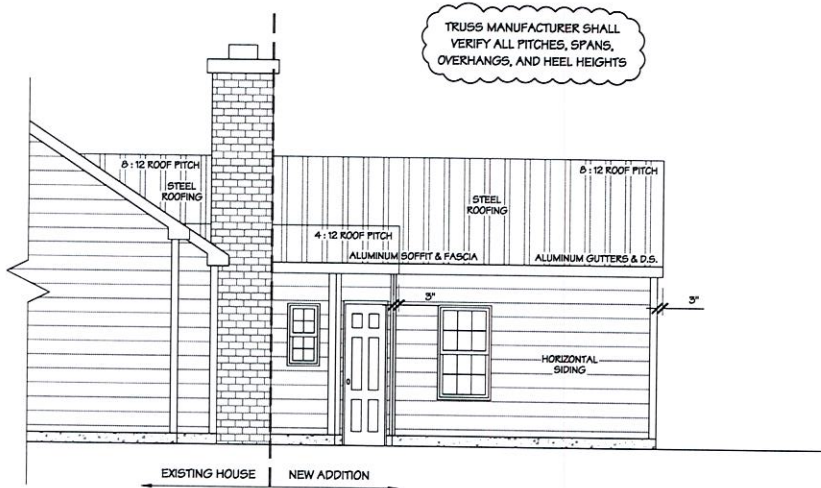 TRUSS MANUFACTURER SHALL
VERIFY ALL PITCHES, SPANS,
OVERHANGS, AND HEEL HEIGHTS
8 : 12 ROOF PITCH
STEEL
ROOFING
8 : 12 ROOF PITCH
STEEL
ROOFING
4 : 12 ROOF PITCH
ALUMINUM SOFFIT & FASCIA
ALUMINUM GUTTERS & D.S.
3"
3"
HORIZONTAL
SIDING
EXISTING HOUSE
NEW ADDITION